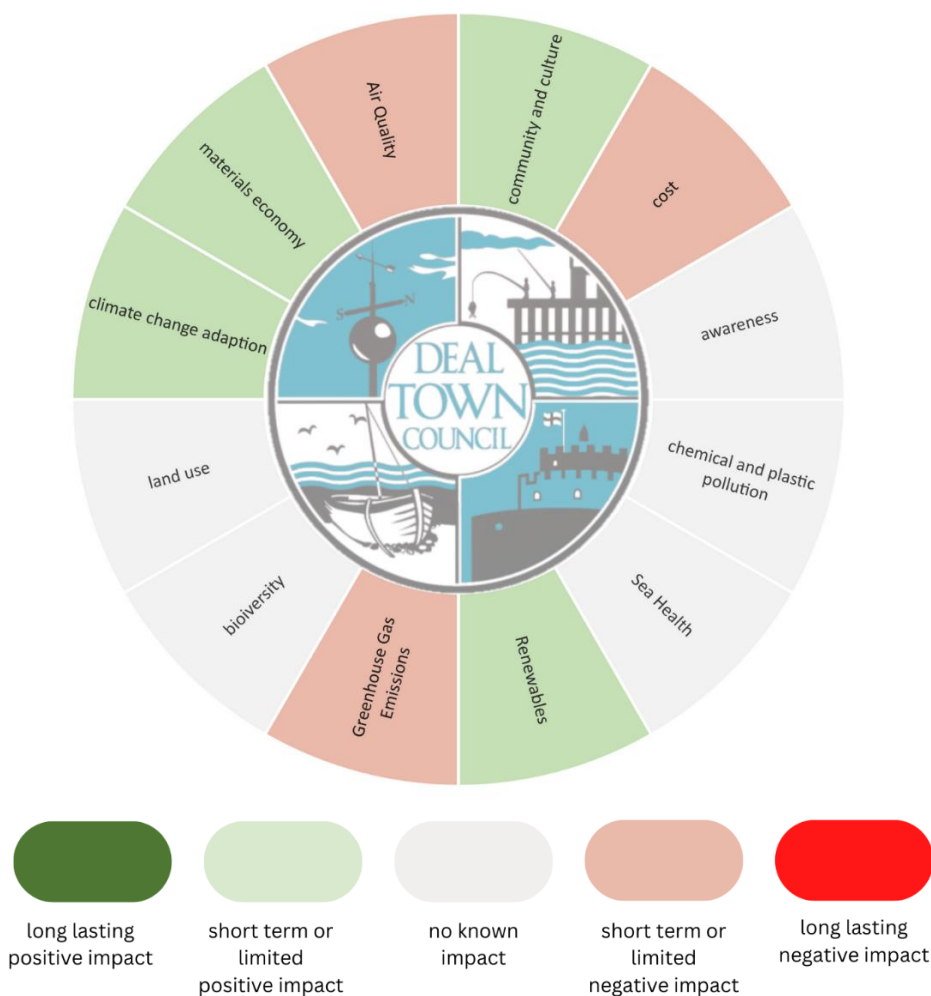 community and culture
cost
awareness
chemical and plastic
pollution
Sea Health
Renewables
Greenhouse Gas
Emissions
bioiversity
land use
climate change adaption
materials economy
Air Quality
S
N
DEAL
TOWN
COUNCIL
long lasting
positive impact
short term or
limited
positive impact
no known
impact
short term or
limited
negative impact
long lasting
negative impact